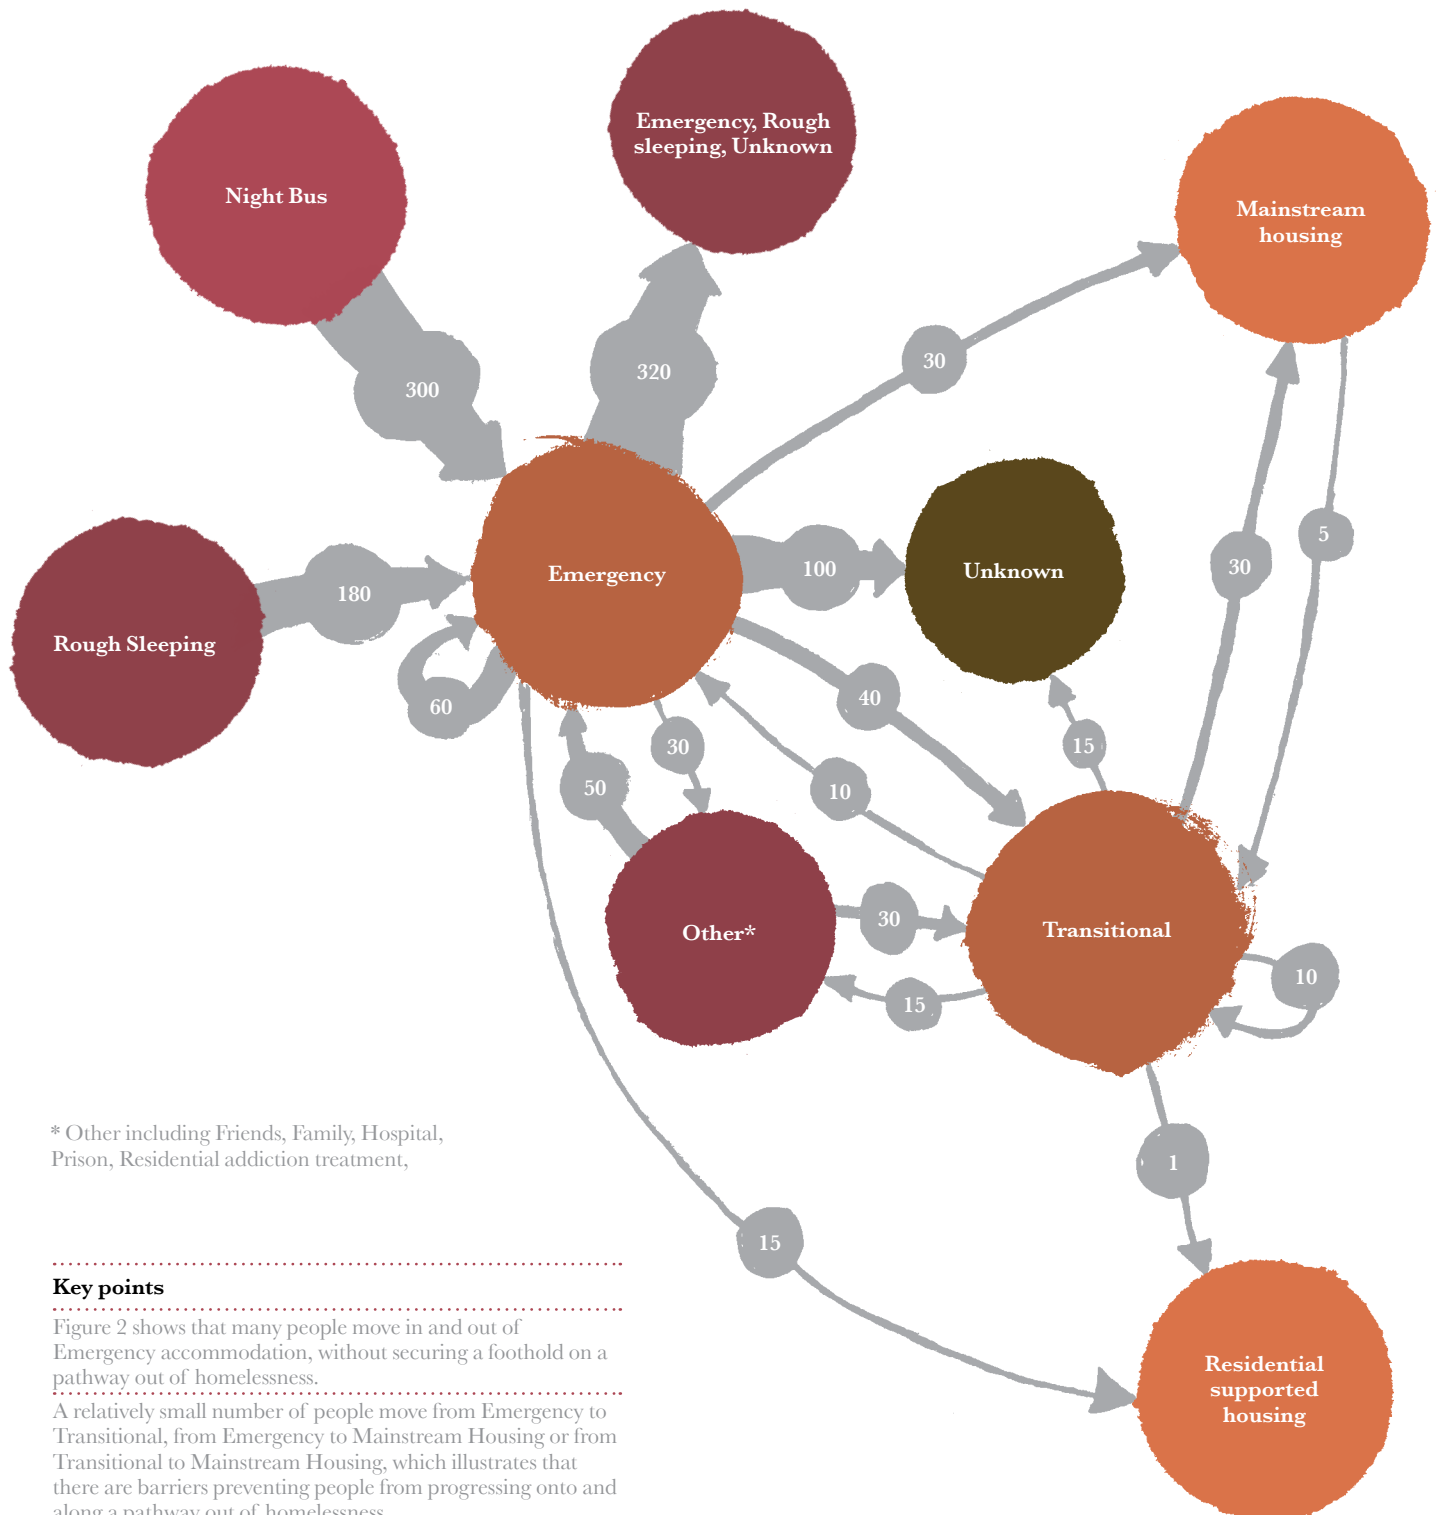 Emergency, Rough
sleeping, Unknown
Night Bus
Mainstream
housing
300
320
30
Emergency
100
Unknown
30
5
180
Rough Sleeping
60
40
30
50
10
15
Other*
30
15
Transitional
10
* Other including Friends, Family, Hospital,
Prison, Residential addiction treatment,
1
15
Key points
Figure 2 shows that many people move in and out of
Emergency accommodation, without securing a foothold on a
pathway out of homelessness.
A relatively small number of people move from Emergency to
Transitional, from Emergency to Mainstream Housing or from
Transitional to Mainstream Housing, which illustrates that
there are barriers preventing people from progressing onto and
along a pathway out of homelessness
Residential
supported
housing